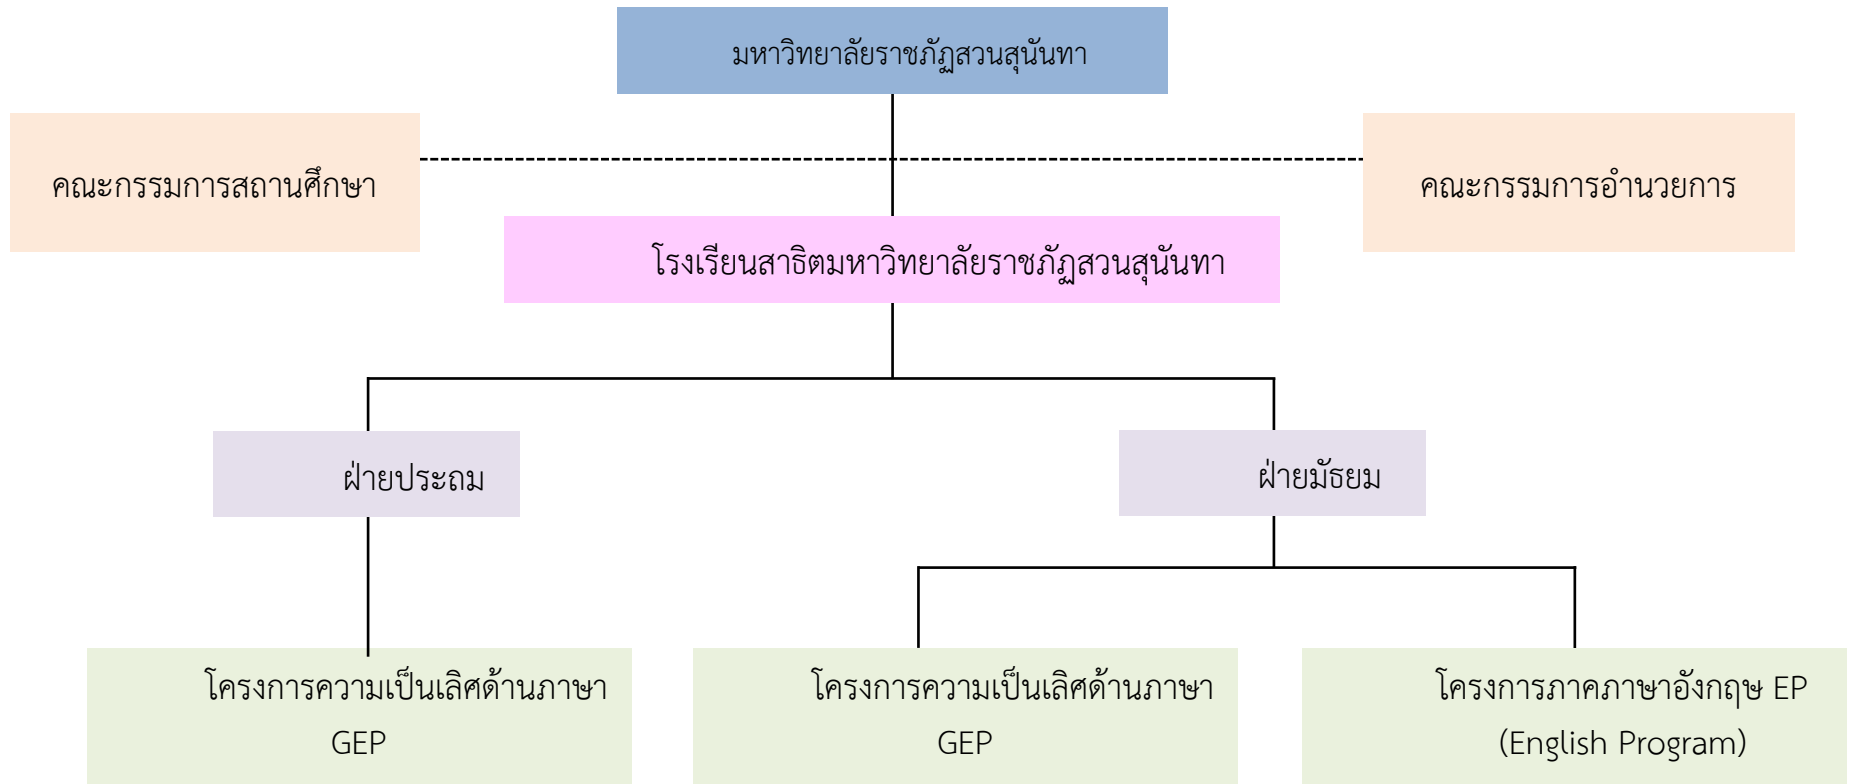 มหาวิทยาลัยราชภัฏสวนสุนันทา
คณะกรรมการสถานศึกษา
คณะกรรมการอำนวยการ
โรงเรียนสาธิตมหาวิทยาลัยราชภัฏสวนสุนันทา
ฝ่ายประถม
ฝ่ายมัธยม
โครงการความเป็นเลิศด้านภาษา
GEP
โครงการความเป็นเลิศด้านภาษา
GEP
โครงการภาคภาษาอังกฤษ EP
(English Program)